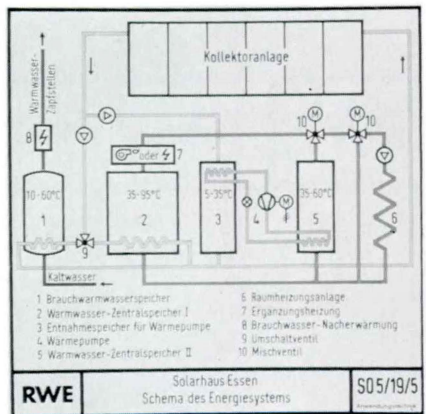 Kollektoranlage
Warmwasser-
Zapfstellen
M
10
M
10
8
oder
7
10-60°C
1
35-95°C
2
5-35°C
3
4
M
35-60°C
5
6
9
Kaltwasser
1 Brauchwarmwasserspeicher
2 Warmwasser-Zentralspeicher I
3 Entnahmespeicher für Wärmepumpe
4 Wärmepumpe
5 Warmwasser-Zentralspeicher II
6 Raumheizungsanlage
7 Ergänzungsheizung
8 Brauchwasser-Nacherwärmung
9 Umschaltventil
10 Mischventil
RWE
Solarhaus Essen
Schema des Energiesystems
SO5/19/5
Anwendungstechnik